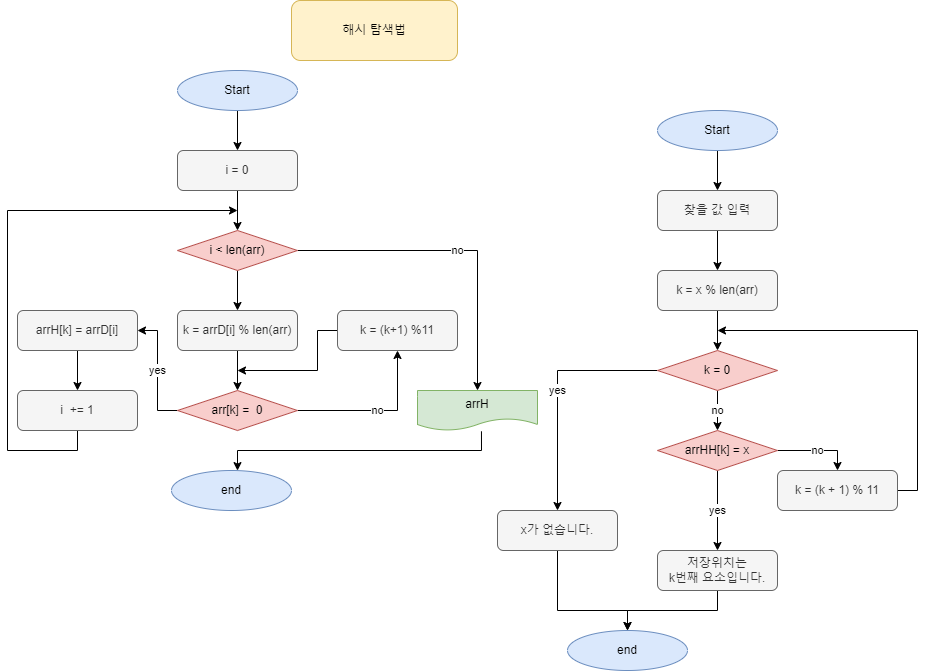 해시 탐색법
Start
i = 0
i < len(arr)
no
k = arrD[i] % len(arr)
k = (k+1) %11
arrH[k] = arrD[i]
yes
arr[k] =  0
no
i  += 1
arrH
end
Start
찾을 값 입력
k = x % len(arr)
k = 0
yes
no
arrHH[k] = x
no
k = (k + 1) % 11
yes
x가 없습니다.
저장위치는
k번째 요소입니다.
end